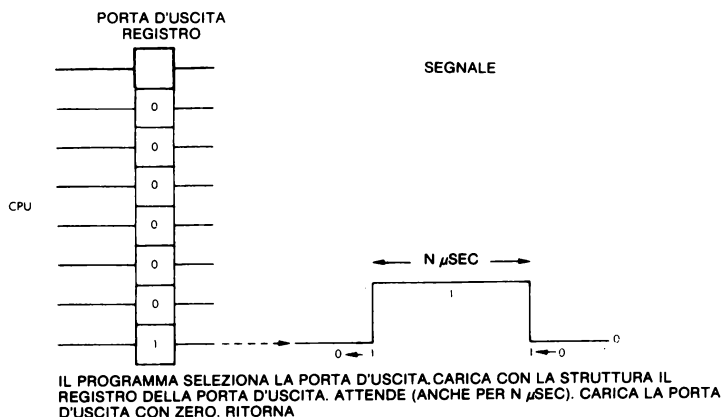 PORTA D'USCITA
REGISTRO
SEGNALE
0
0
0
0
0
0
1
CPU
N μSEC
1
0 ← 1
1 ← 0
0
IL PROGRAMMA SELEZIONA LA PORTA D'USCITA. CARICA CON LA STRUTTURA IL
REGISTRO DELLA PORTA D'USCITA. ATTENDE (ANCHE PER N μSEC). CARICA LA PORTA
D'USCITA CON ZERO. RITORNA